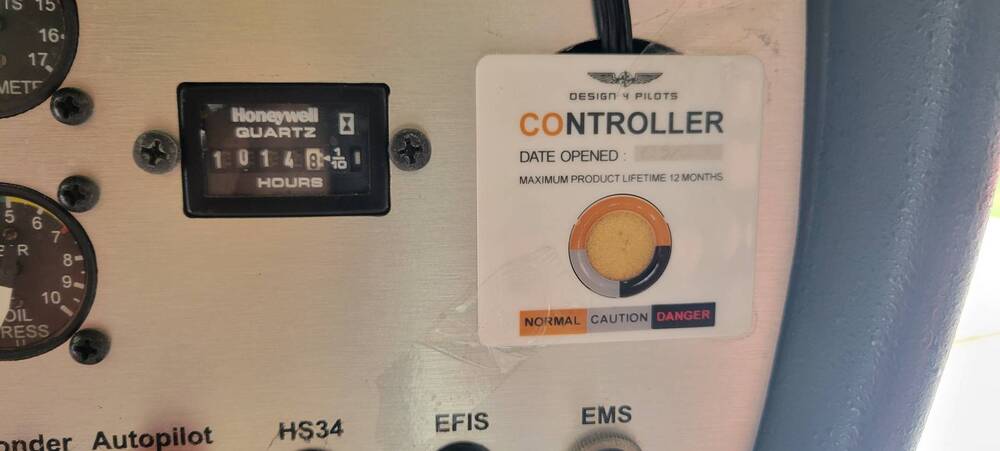 15
16
17
METE
Honeywell
QUARTZ
1 0 1 4 8 1/10
HOURS
5
6
7
8
9
10
OIL
RESS
DESIGN 4 PILOTS
CONTROLLER
DATE OPENED :
MAXIMUM PRODUCT LIFETIME 12 MONTHS
NORMAL CAUTION DANGER
onder Autopilot HS34 EFIS EMS